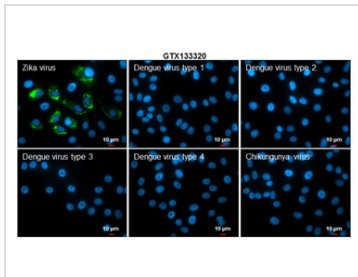 GTX133320
Zika virus
Dengue virus type 1
Dengue virus type 2
10 µm
10 µm
10 µm
Dengue virus type 3
Dengue virus type 4
Chikungunya virus
10 µm
10 µm
10 µm